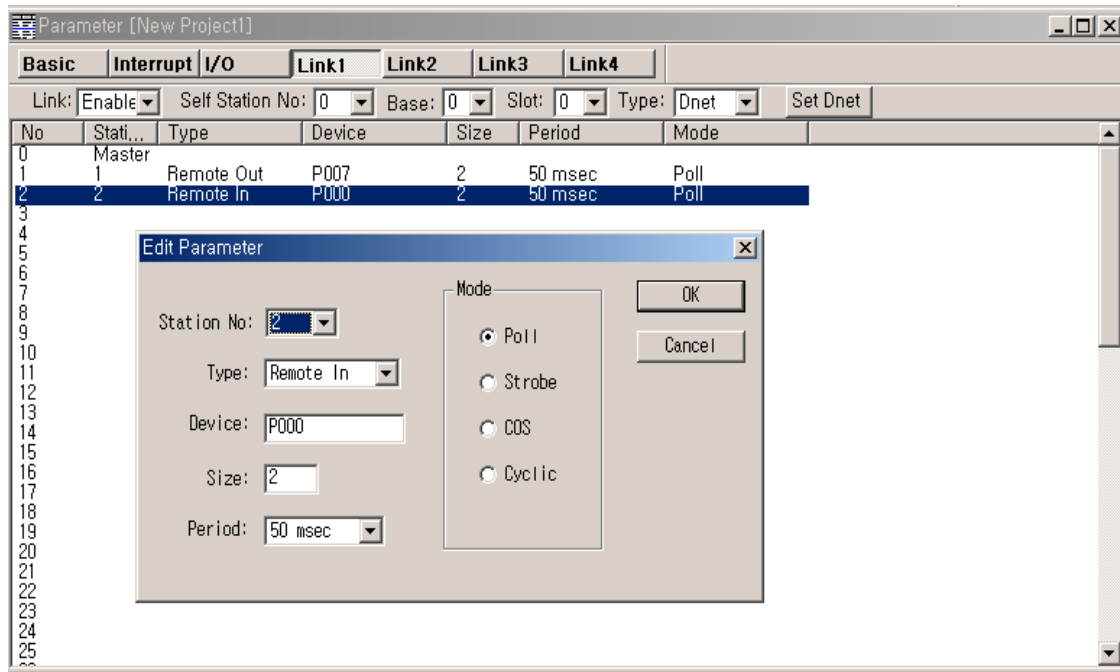 Parameter [New Project1]
Basic Interrupt I/O Link1 Link2 Link3 Link4
Link: Enable Self Station No: 0 Base: 0 Slot: 0 Type: Dnet Set Dnet
No Stati... Type Device Size Period Mode
0 Master
1 1 Remote Out P007 2 50 msec Poll
2 2 Remote In P000 2 50 msec Poll
3
4
5
6
7
8
9
10
11
12
13
14
15
16
17
18
19
20
21
22
23
24
25
Edit Parameter
Station No: 2
Type: Remote In
Device: P000
Size: 2
Period: 50 msec
Mode
Poll
Strobe
COS
Cyclic
OK
Cancel